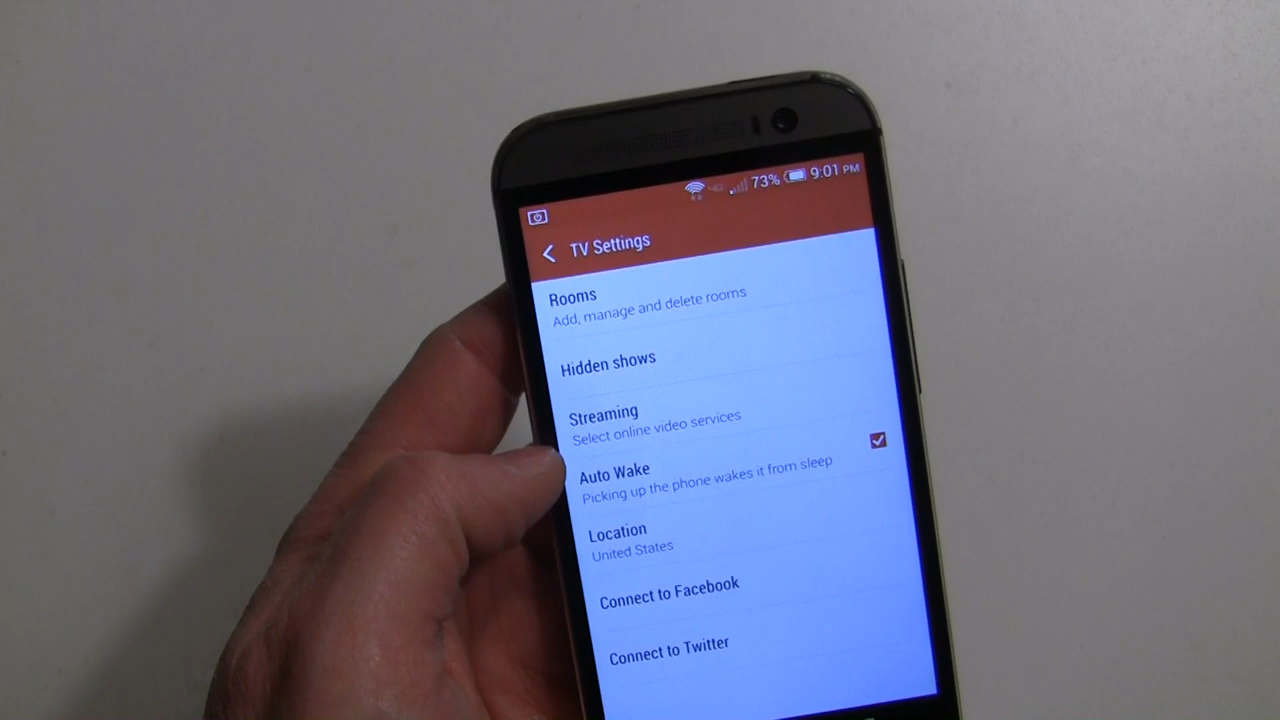 73% 9:01 PM
TV Settings
Rooms
Add, manage and delete rooms
Hidden shows
Streaming
Select online video services
Auto Wake
Picking up the phone wakes it from sleep
Location
United States
Connect to Facebook
Connect to Twitter